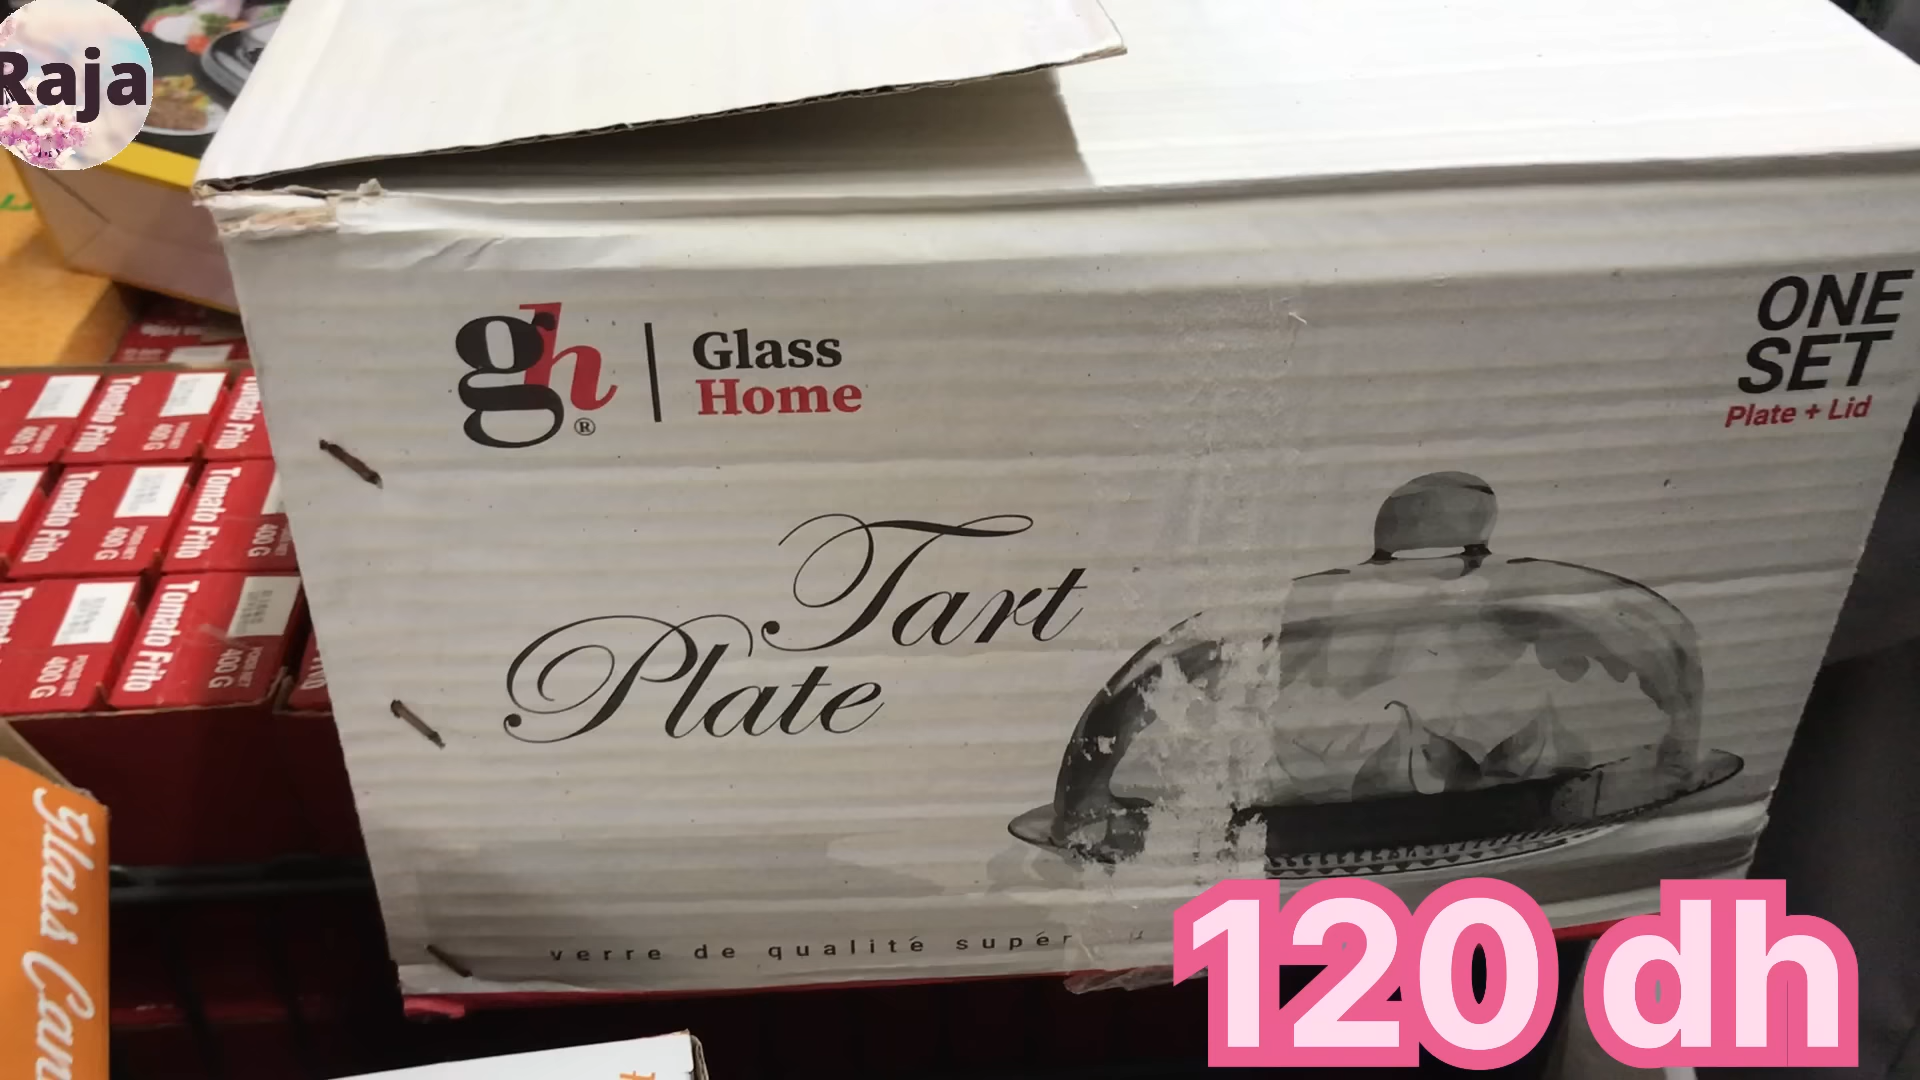 Raja
gh
®
Glass
Home
ONE
SET
Plate + Lid
Tart
Plate
verre de qualité
120 dh
Tomato Frito
400 G
Tomato Frito
400 G
Tomato Frito
400 G
Tomato Frito
400 G
400 G
Glass